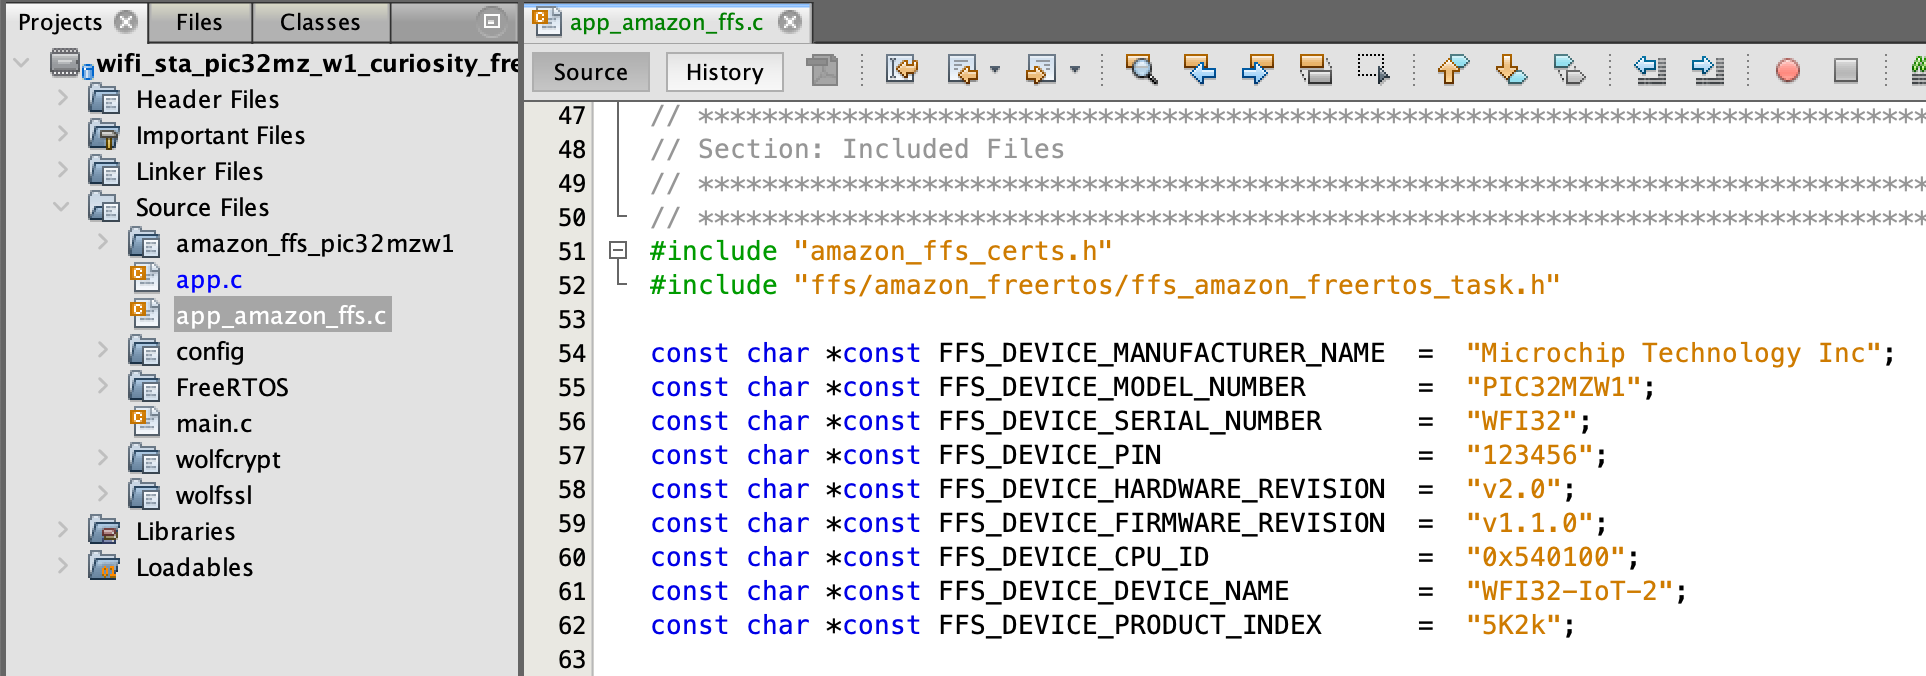 Projects
Files
Classes
wifi_sta_pic32mz_w1_curiosity_fre
Header Files
Important Files
Linker Files
Source Files
amazon_ffs_pic32mzw1
app.c
app_amazon_ffs.c
config
FreeRTOS
main.c
wolfcrypt
wolfssl
Libraries
Loadables
app_amazon_ffs.c
Source
History
47 // *****************************************************************************
48 // Section: Included Files
49 // *****************************************************************************
50 // *****************************************************************************
51 #include "amazon_ffs_certs.h"
52 #include "ffs/amazon_freertos/ffs_amazon_freertos_task.h"
53
54 const char *const FFS_DEVICE_MANUFACTURER_NAME = "Microchip Technology Inc";
55 const char *const FFS_DEVICE_MODEL_NUMBER = "PIC32MZW1";
56 const char *const FFS_DEVICE_SERIAL_NUMBER = "WFI32";
57 const char *const FFS_DEVICE_PIN = "123456";
58 const char *const FFS_DEVICE_HARDWARE_REVISION = "v2.0";
59 const char *const FFS_DEVICE_FIRMWARE_REVISION = "v1.1.0";
60 const char *const FFS_DEVICE_CPU_ID = "0x540100";
61 const char *const FFS_DEVICE_DEVICE_NAME = "WFI32-IoT-2";
62 const char *const FFS_DEVICE_PRODUCT_INDEX = "5K2k";
63